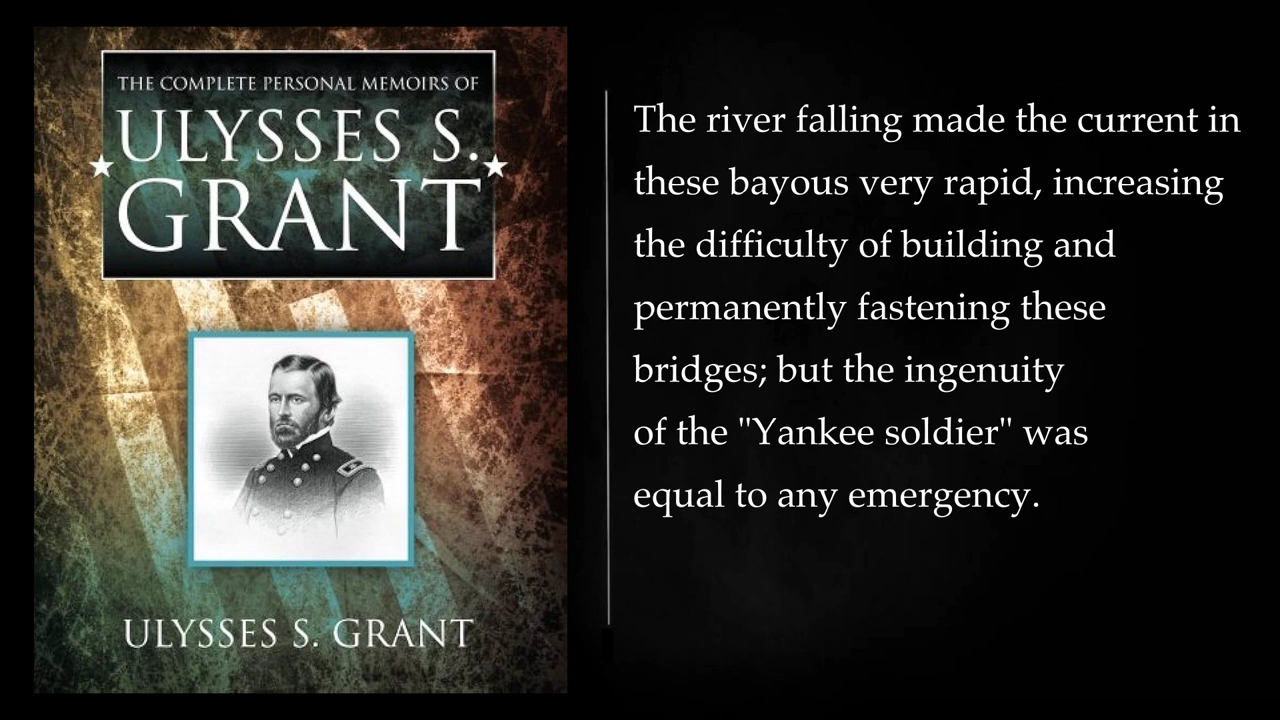 THE COMPLETE PERSONAL MEMOIRS OF
ULYSSES S.
GRANT
ULYSSES S. GRANT
The river falling made the current in
these bayous very rapid, increasing
the difficulty of building and
permanently fastening these
bridges; but the ingenuity
of the "Yankee soldier" was
equal to any emergency.